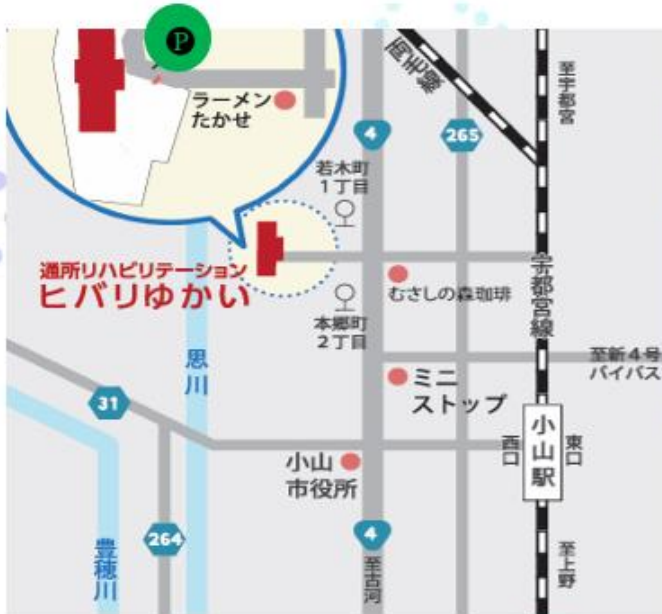 P
ラーメン
たかせ
両毛線
至宇都宮
4
265
若木町
1丁目
通所リハビリテーション
ヒバリゆかい
むさしの森珈琲
宇都宮線
本郷町
2丁目
思川
至新4号
バイパス
ミニ
ストップ
31
小山駅
西口
東口
小山
市役所
264
4
豊穂川
至古河
至上野